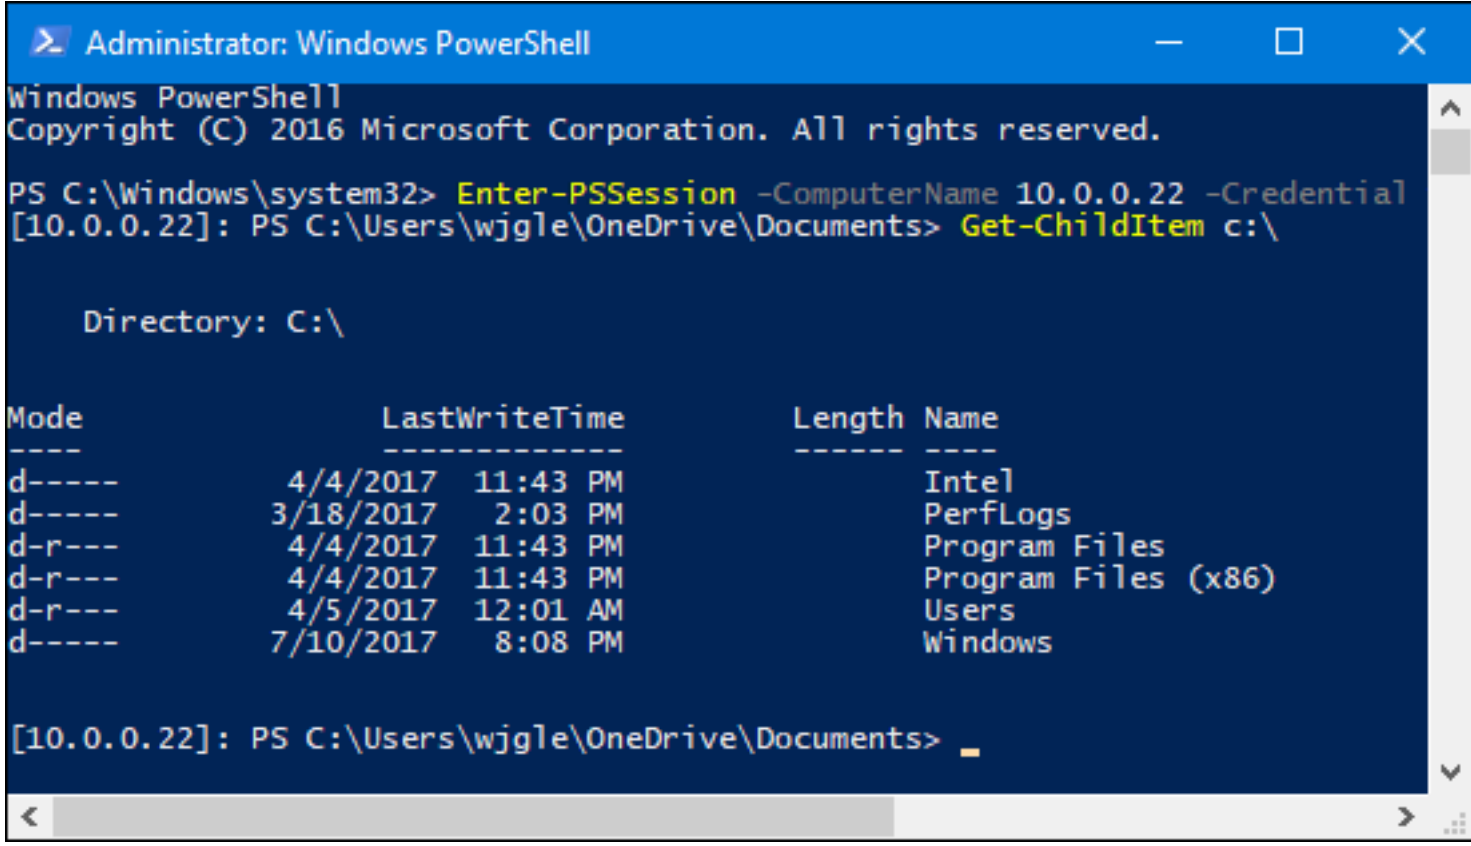 Administrator: Windows PowerShell
Windows PowerShell
Copyright (C) 2016 Microsoft Corporation. All rights reserved.
PS C:\Windows\system32> Enter-PSSession -ComputerName 10.0.0.22 -Credential
[10.0.0.22]: PS C:\Users\wjgle\OneDrive\Documents> Get-ChildItem c:\
Directory: C:\
Mode LastWriteTime Length Name
---- ------------- ------ ----
d----- 4/4/2017 11:43 PM Intel
d----- 3/18/2017 2:03 PM PerfLogs
d-r--- 4/4/2017 11:43 PM Program Files
d-r--- 4/4/2017 11:43 PM Program Files (x86)
d-r--- 4/5/2017 12:01 AM Users
d----- 7/10/2017 8:08 PM Windows
[10.0.0.22]: PS C:\Users\wjgle\OneDrive\Documents>